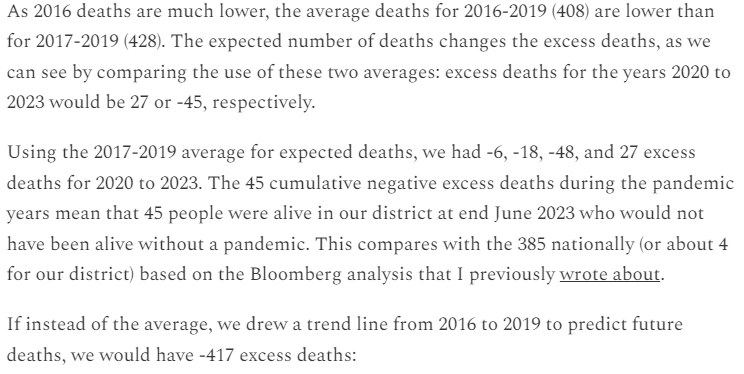 As 2016 deaths are much lower, the average deaths for 2016-2019 (408) are lower than
for 2017-2019 (428). The expected number of deaths changes the excess deaths, as we
can see by comparing the use of these two averages: excess deaths for the years 2020 to
2023 would be 27 or -45, respectively.
Using the 2017-2019 average for expected deaths, we had -6, -18, -48, and 27 excess
deaths for 2020 to 2023. The 45 cumulative negative excess deaths during the pandemic
years mean that 45 people were alive in our district at end June 2023 who would not
have been alive without a pandemic. This compares with the 385 nationally (or about 4
for our district) based on the Bloomberg analysis that I previously wrote about.
If instead of the average, we drew a trend line from 2016 to 2019 to predict future
deaths, we would have -417 excess deaths: